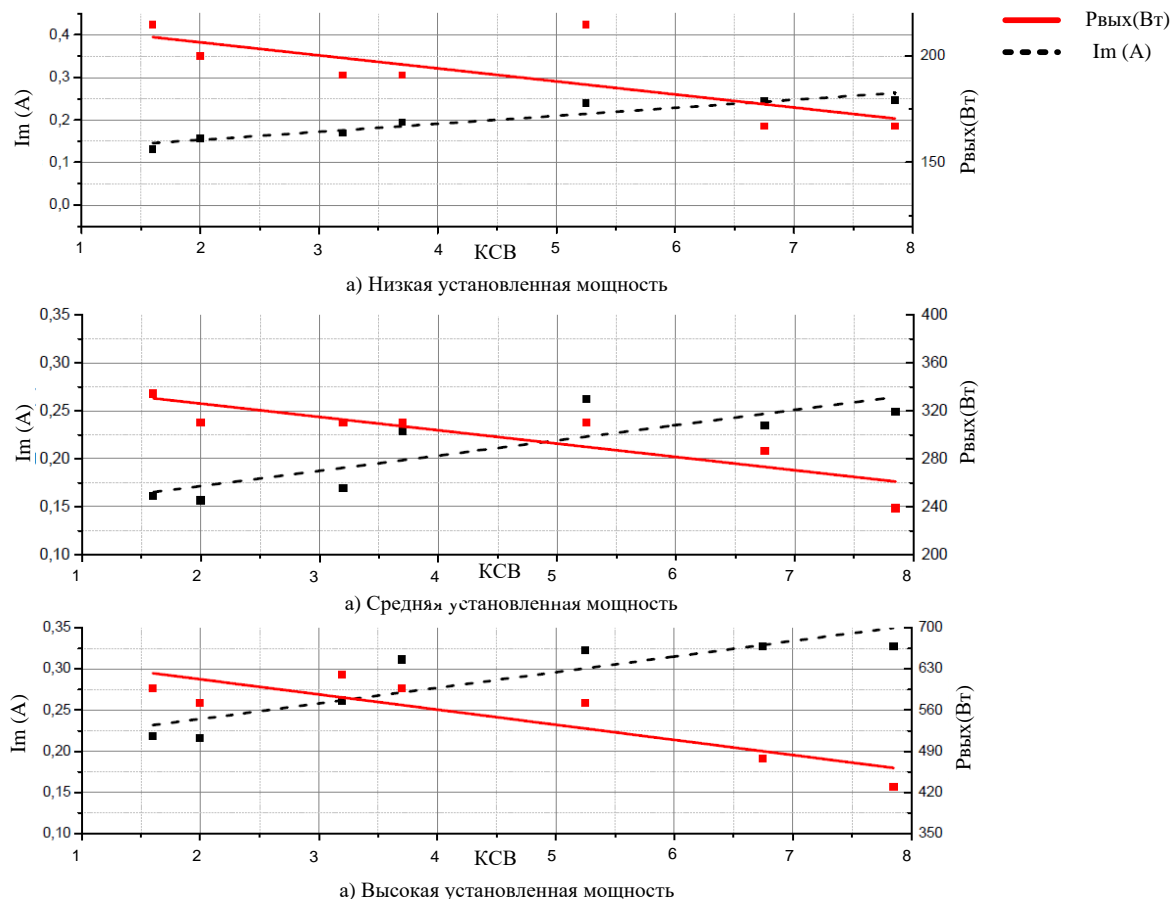 Pвых(Вт)
Im (A)
0,4
0,3
0,2
0,1
0,0
Im (A)
200
150
Pвых(Вт)
1 2 3 4 5 6 7 8
КСВ
а) Низкая установленная мощность
0,35
0,30
0,25
0,20
0,15
0,10
Im (A)
400
360
320
280
240
200
Pвых(Вт)
1 2 3 4 5 6 7 8
КСВ
а) Средняя установленная мощность
0,35
0,30
0,25
0,20
0,15
0,10
Im (A)
700
630
560
490
420
350
Pвых(Вт)
1 2 3 4 5 6 7 8
КСВ
а) Высокая установленная мощность